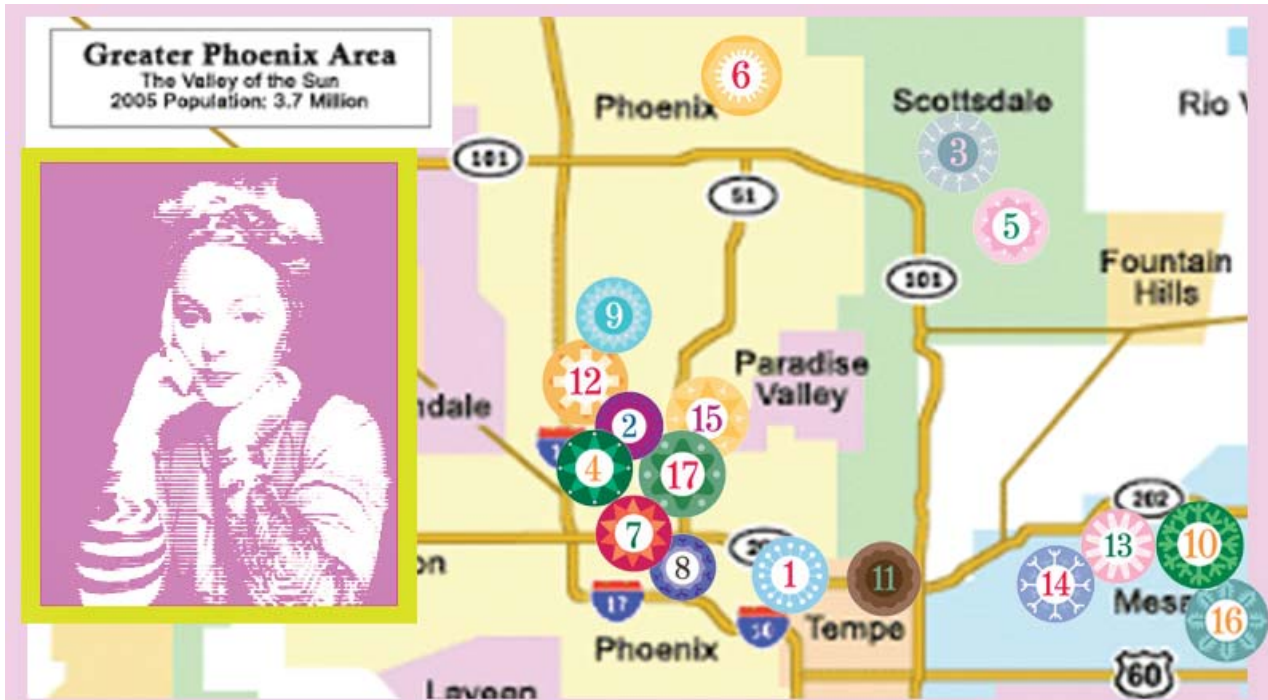 Greater Phoenix Area
The Valley of the Sun
2005 Population: 3.7 Million
6
Phoenix
Scottsdale
Rio
3
101
51
5
101
Fountain
Hills
9
Paradise
Valley
12
15
2
4
17
202
7
13
10
8
1
11
14
Mesa
17
10
Tempe
16
Phoenix
60
Laveen